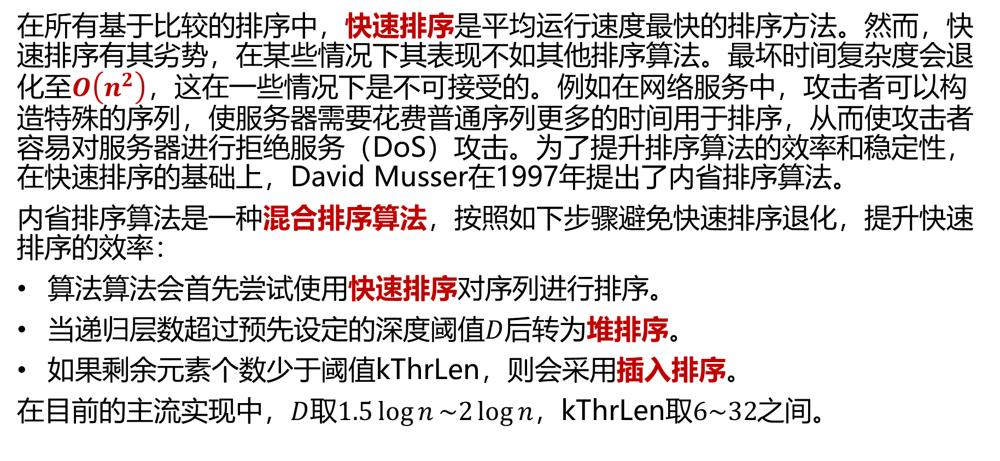 在所有基于比较的排序中，快速排序是平均运行速度最快的排序方法。然而，快
速排序有其劣势，在某些情况下其表现不如其他排序算法。最坏时间复杂度会退
化至O(n²)，这在一些情况下是不可接受的。例如在网络服务中，攻击者可以构
造特殊的序列，使服务器需要花费普通序列更多的时间用于排序，从而使攻击者
容易对服务器进行拒绝服务（DoS）攻击。为了提升排序算法的效率和稳定性，
在快速排序的基础上，David Musser在1997年提出了内省排序算法。
内省排序算法是一种混合排序算法，按照如下步骤避免快速排序退化，提升快速
排序的效率：
• 算法算法会首先尝试使用快速排序对序列进行排序。
• 当递归层数超过预先设定的深度阈值D后转为堆排序。
• 如果剩余元素个数少于阈值kThrLen，则会采用插入排序。
在目前的主流实现中，D取1.5 log n ~2 log n，kThrLen取6~32之间。